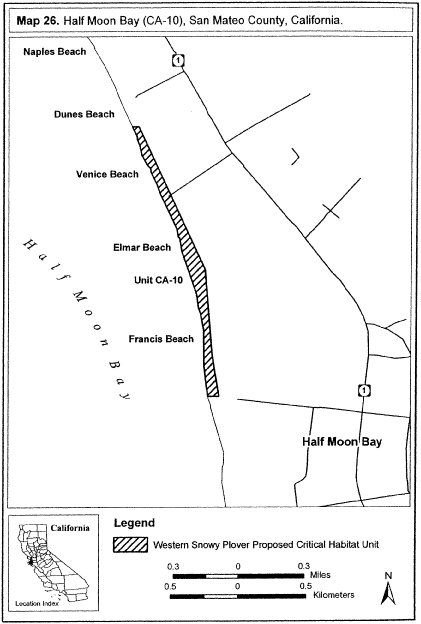 Map 26. Half Moon Bay (CA-10), San Mateo County, California.
Naples Beach
1
Dunes Beach
Venice Beach
Elmar Beach
Unit CA-10
Half Moon Bay
Francis Beach
1
Half Moon Bay
California
Location Index
Legend
Western Snowy Plover Proposed Critical Habitat Unit
0.3 0 0.3
Miles
0.5 0 0.5
Kilometers
N